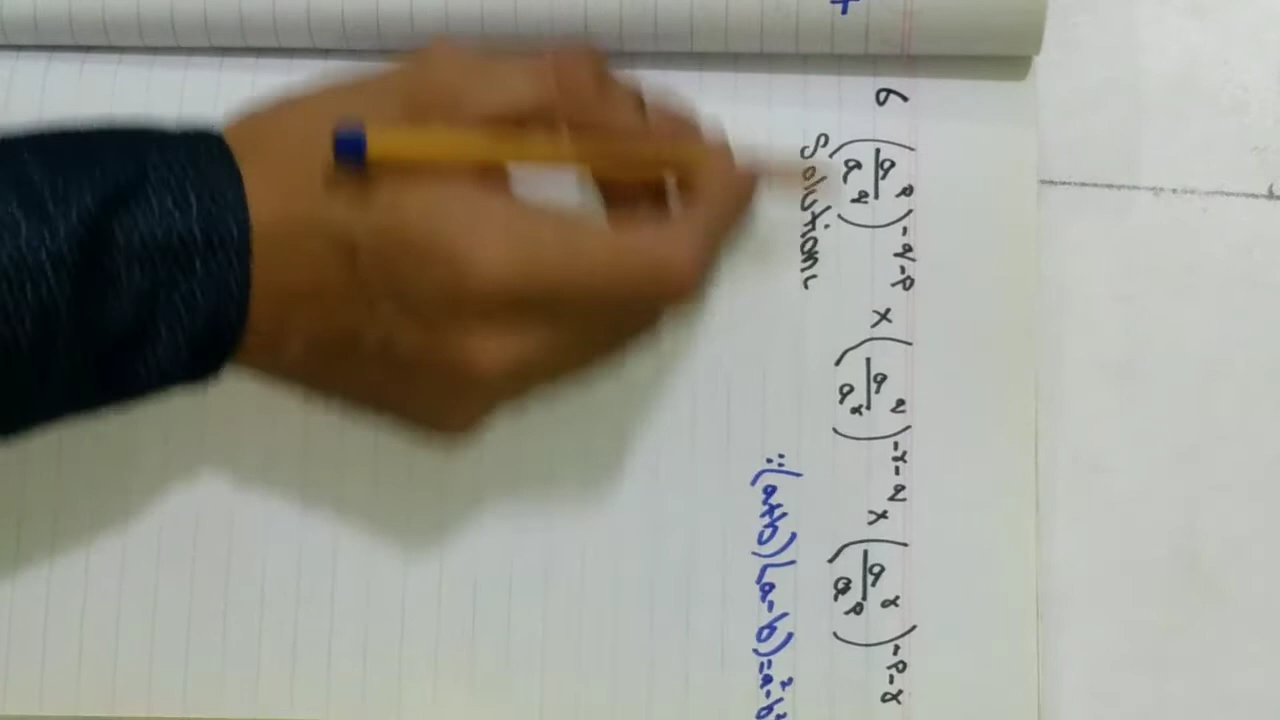 6 (a^p/a^q)^-q-p × (a^q/a^r)^-r-q × (a^r/a^p)^-p-r
Solution:
∵ (a+b)(a-b)=a²-b²